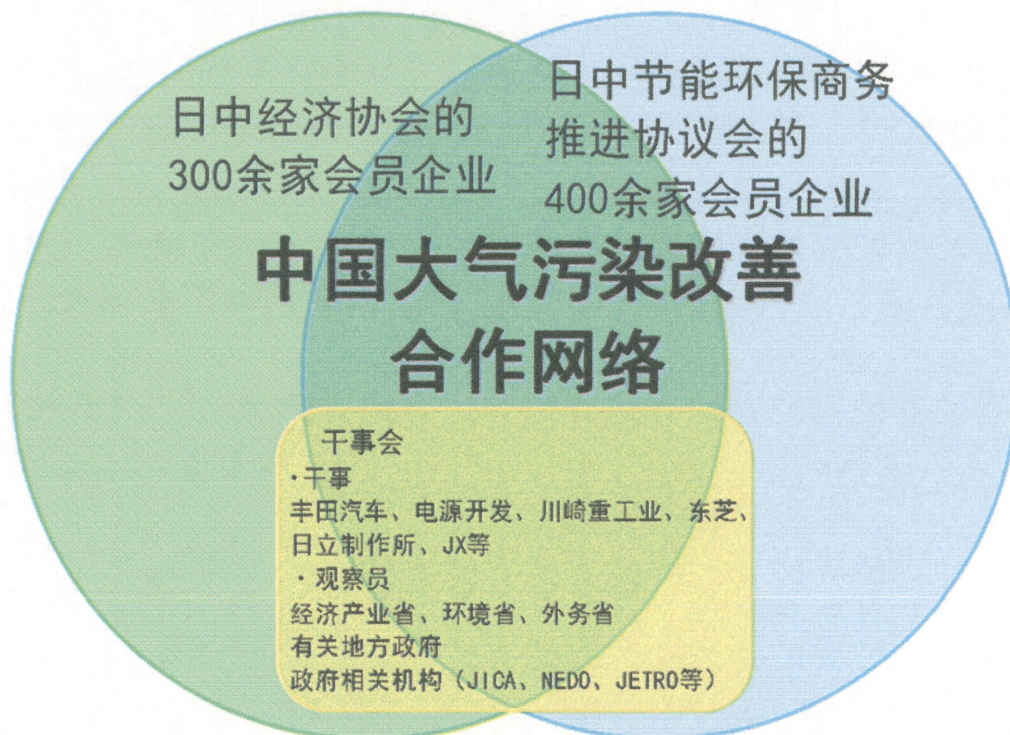 日中经济协会的
300余家会员企业
日中节能环保商务
推进协议会的
400余家会员企业
中国大气污染改善
合作网络
干事会
·干事
丰田汽车、电源开发、川崎重工业、东芝、
日立制作所、JX等
·观察员
经济产业省、环境省、外务省
有关地方政府
政府相关机构（JICA、NEDO、JETRO等）